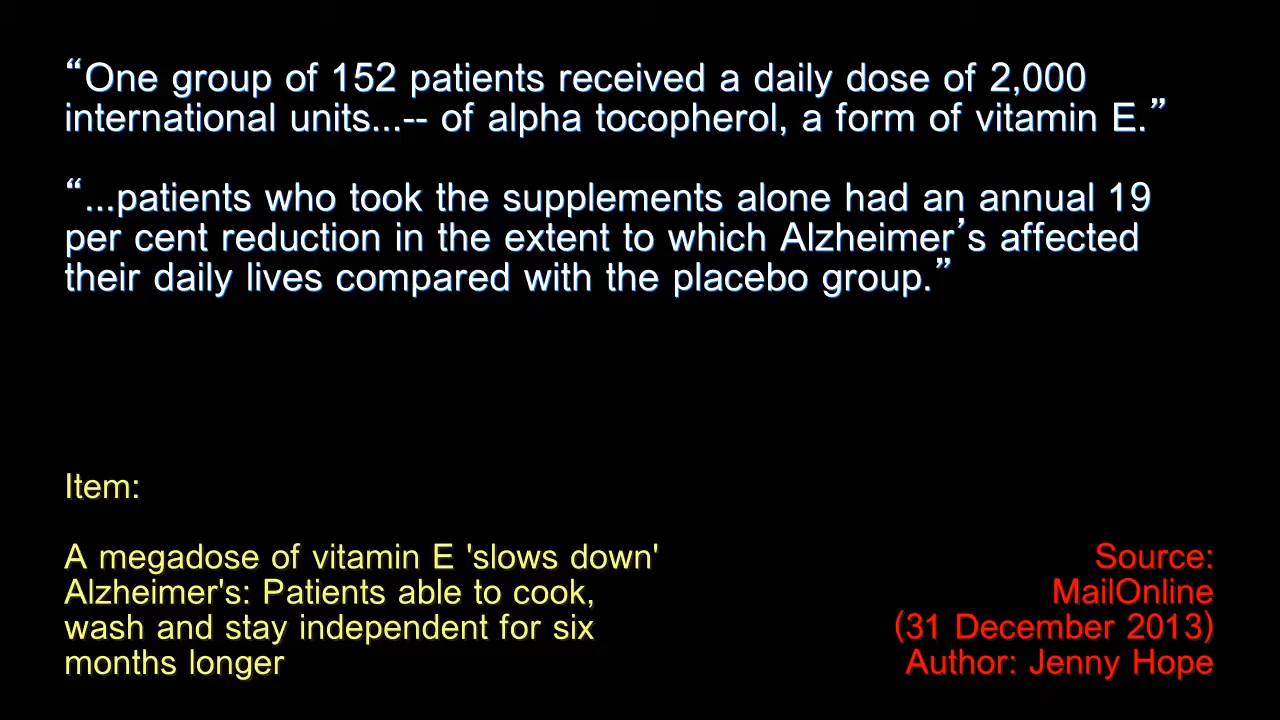 “One group of 152 patients received a daily dose of 2,000
international units...-- of alpha tocopherol, a form of vitamin E.”
“...patients who took the supplements alone had an annual 19
per cent reduction in the extent to which Alzheimer’s affected
their daily lives compared with the placebo group.”
Item:
A megadose of vitamin E 'slows down'
Alzheimer's: Patients able to cook,
wash and stay independent for six
months longer
Source:
MailOnline
(31 December 2013)
Author: Jenny Hope